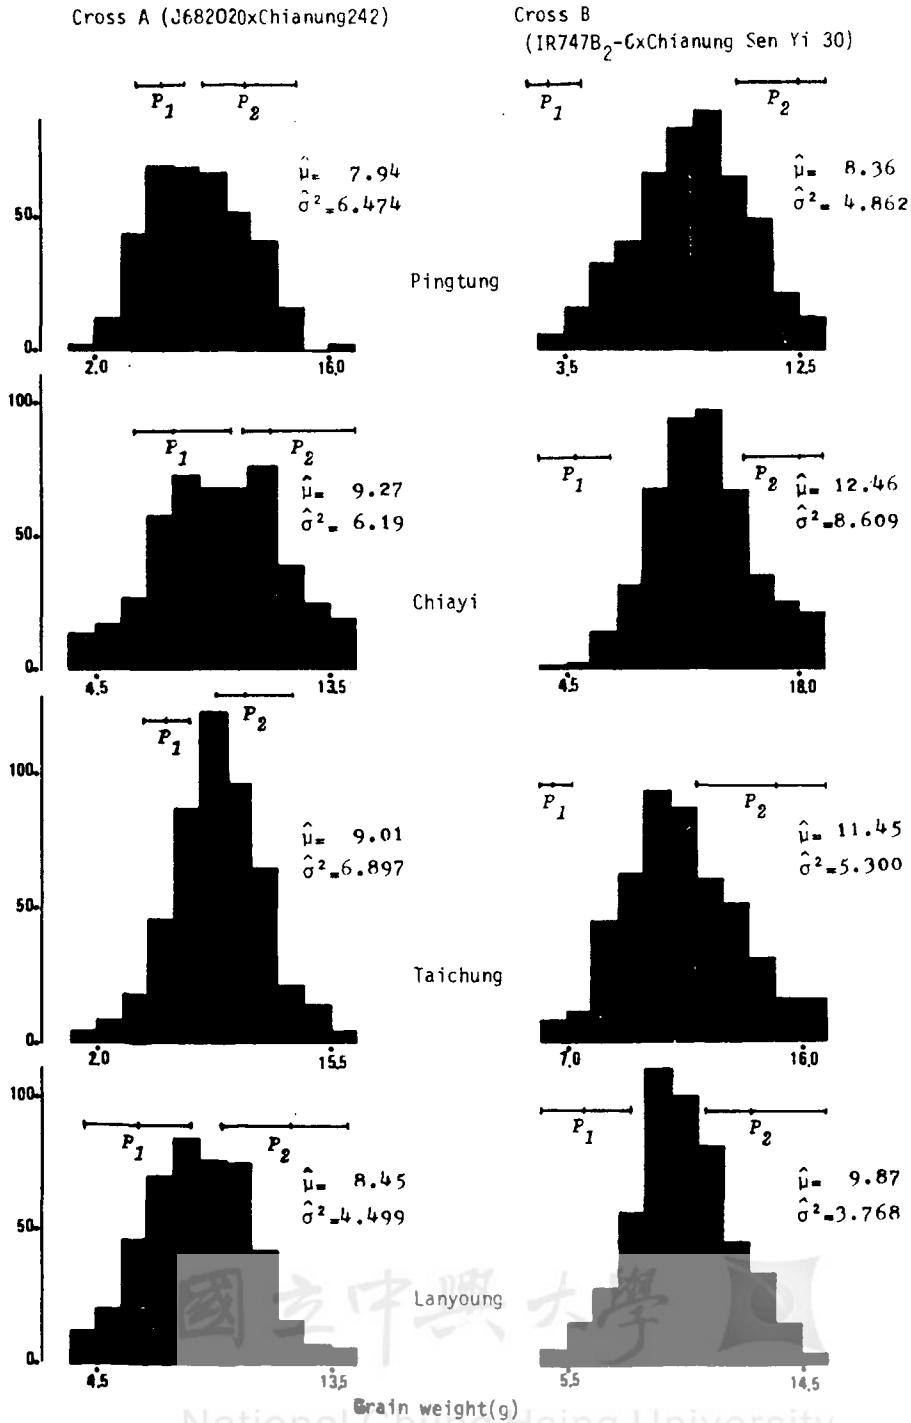 Cross A (J682020xChianung242)
Cross B
(IR747B2-6xChianung Sen Yi 30)
P1
P2
P1
P2
μ̂= 7.94
σ̂²=6.474
μ̂= 8.36
σ̂²= 4.862
50
0
Pingtung
2.0
16.0
3.5
12.5
100
P1
P2
P1
P2
μ̂= 9.27
σ̂²= 6.19
μ̂= 12.46
σ̂²=8.609
50
0
Chiayi
4.5
13.5
4.5
18.0
P1
P2
P1
P2
100
μ̂= 9.01
σ̂²=6.897
μ̂= 11.45
σ̂²=5.300
50
0
Taichung
2.0
15.5
7.0
16.0
100
P1
P2
P1
P2
μ̂= 8.45
σ̂²=4.499
μ̂= 9.87
σ̂²=3.768
50
0
Lanyoung
國立中興大學
4.5
13.5
5.5
14.5
Grain weight(g)
National Chung Hsing University